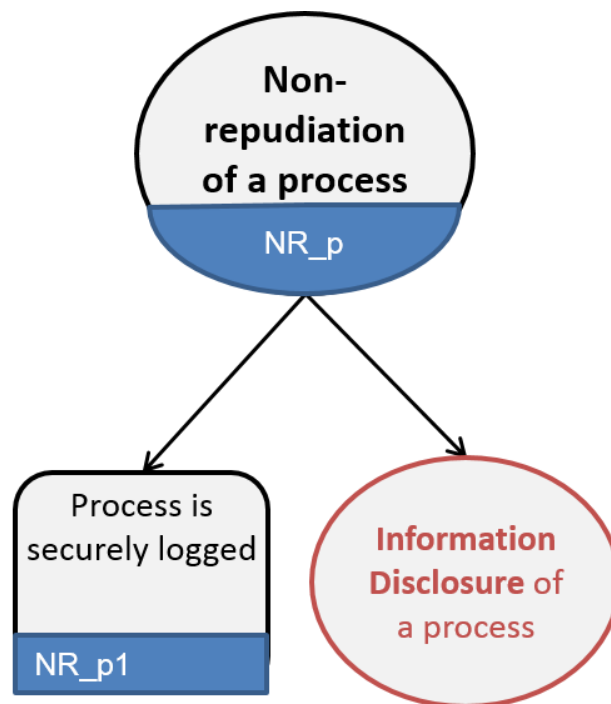 Non-
repudiation
of a process
NR_p
Process is
securely logged
NR_p1
Information
Disclosure of
a process